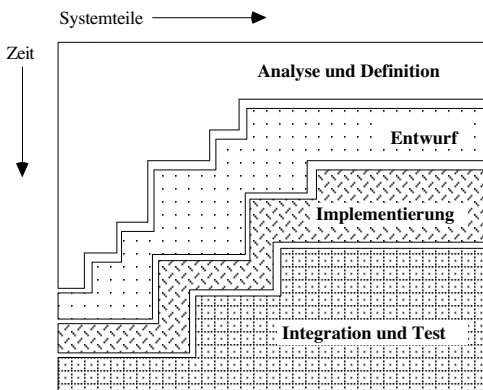 Systemteile
Zeit
Analyse und Definition
Entwurf
Implementierung
Integration und Test